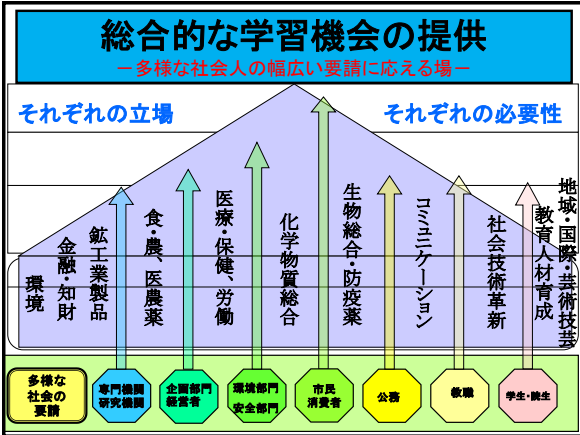 総合的な学習機会の提供
－多様な社会人の幅広い要請に応える場－
それぞれの立場
それぞれの必要性
環境
金融・知財
鉱工業製品
食・農、医農薬
医療・保健、労働
化学物質総合
生物総合・防疫薬
コミュニケーション
社会技術革新
教育人材育成
地域・国際・芸術技芸
多様な
社会の
要請
専門機関
研究機関
企画部門
経営者
環境部門
安全部門
市民
消費者
公務
教職
学生・院生